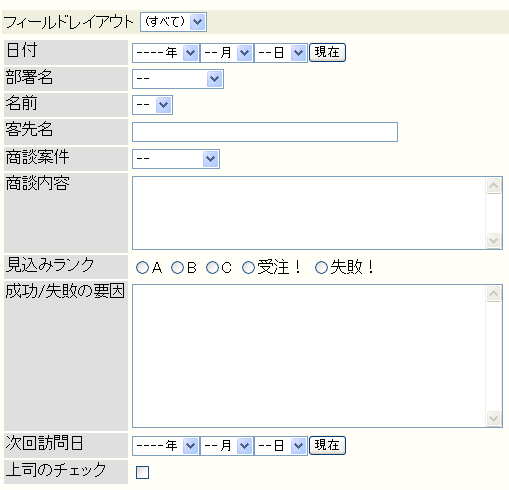 フィールドレイアウト (すべて)
日付 ----年 --月 --日 現在
部署名 --
名前 --
客先名
商談案件 --
商談内容
見込みランク A B C 受注! 失敗!
成功/失敗の要因
次回訪問日 ----年 --月 --日 現在
上司のチェック